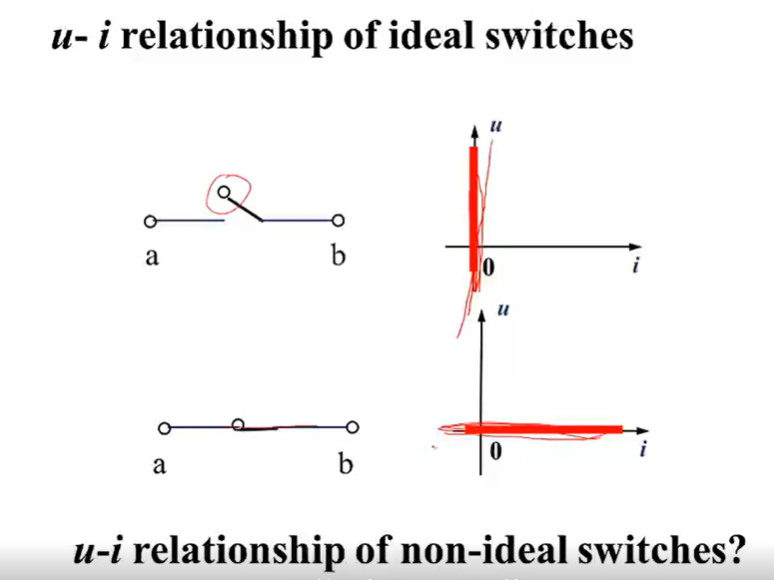 u- i relationship of ideal switches
u
a
b
0
i
u
a
b
0
i
u-i relationship of non-ideal switches?